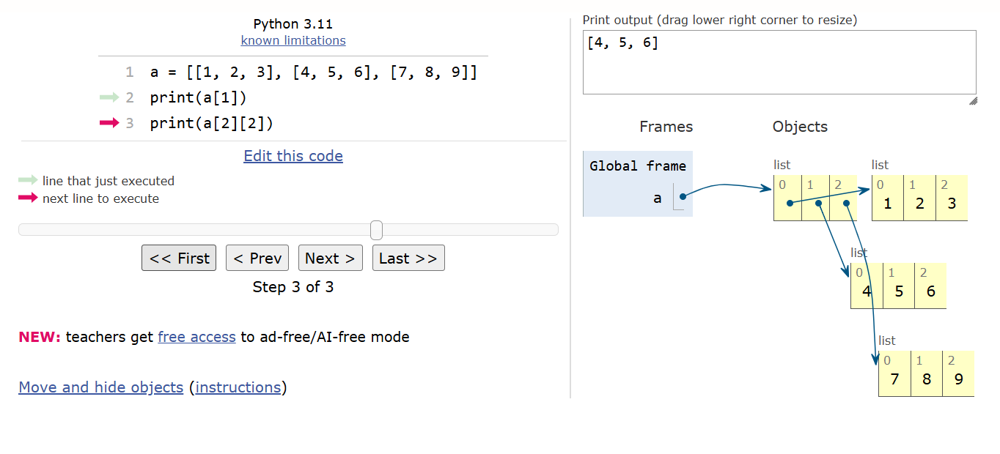 Python 3.11
known limitations
1 a = [[1, 2, 3], [4, 5, 6], [7, 8, 9]]
2 print(a[1])
3 print(a[2][2])
Edit this code
line that just executed
next line to execute
<< First < Prev Next > Last >>
Step 3 of 3
NEW: teachers get free access to ad-free/AI-free mode
Move and hide objects (instructions)
Print output (drag lower right corner to resize)
[4, 5, 6]
Frames Objects
Global frame
a
list
0 1 2
list
0 1 2
1 2 3
list
0 1 2
4 5 6
list
0 1 2
7 8 9